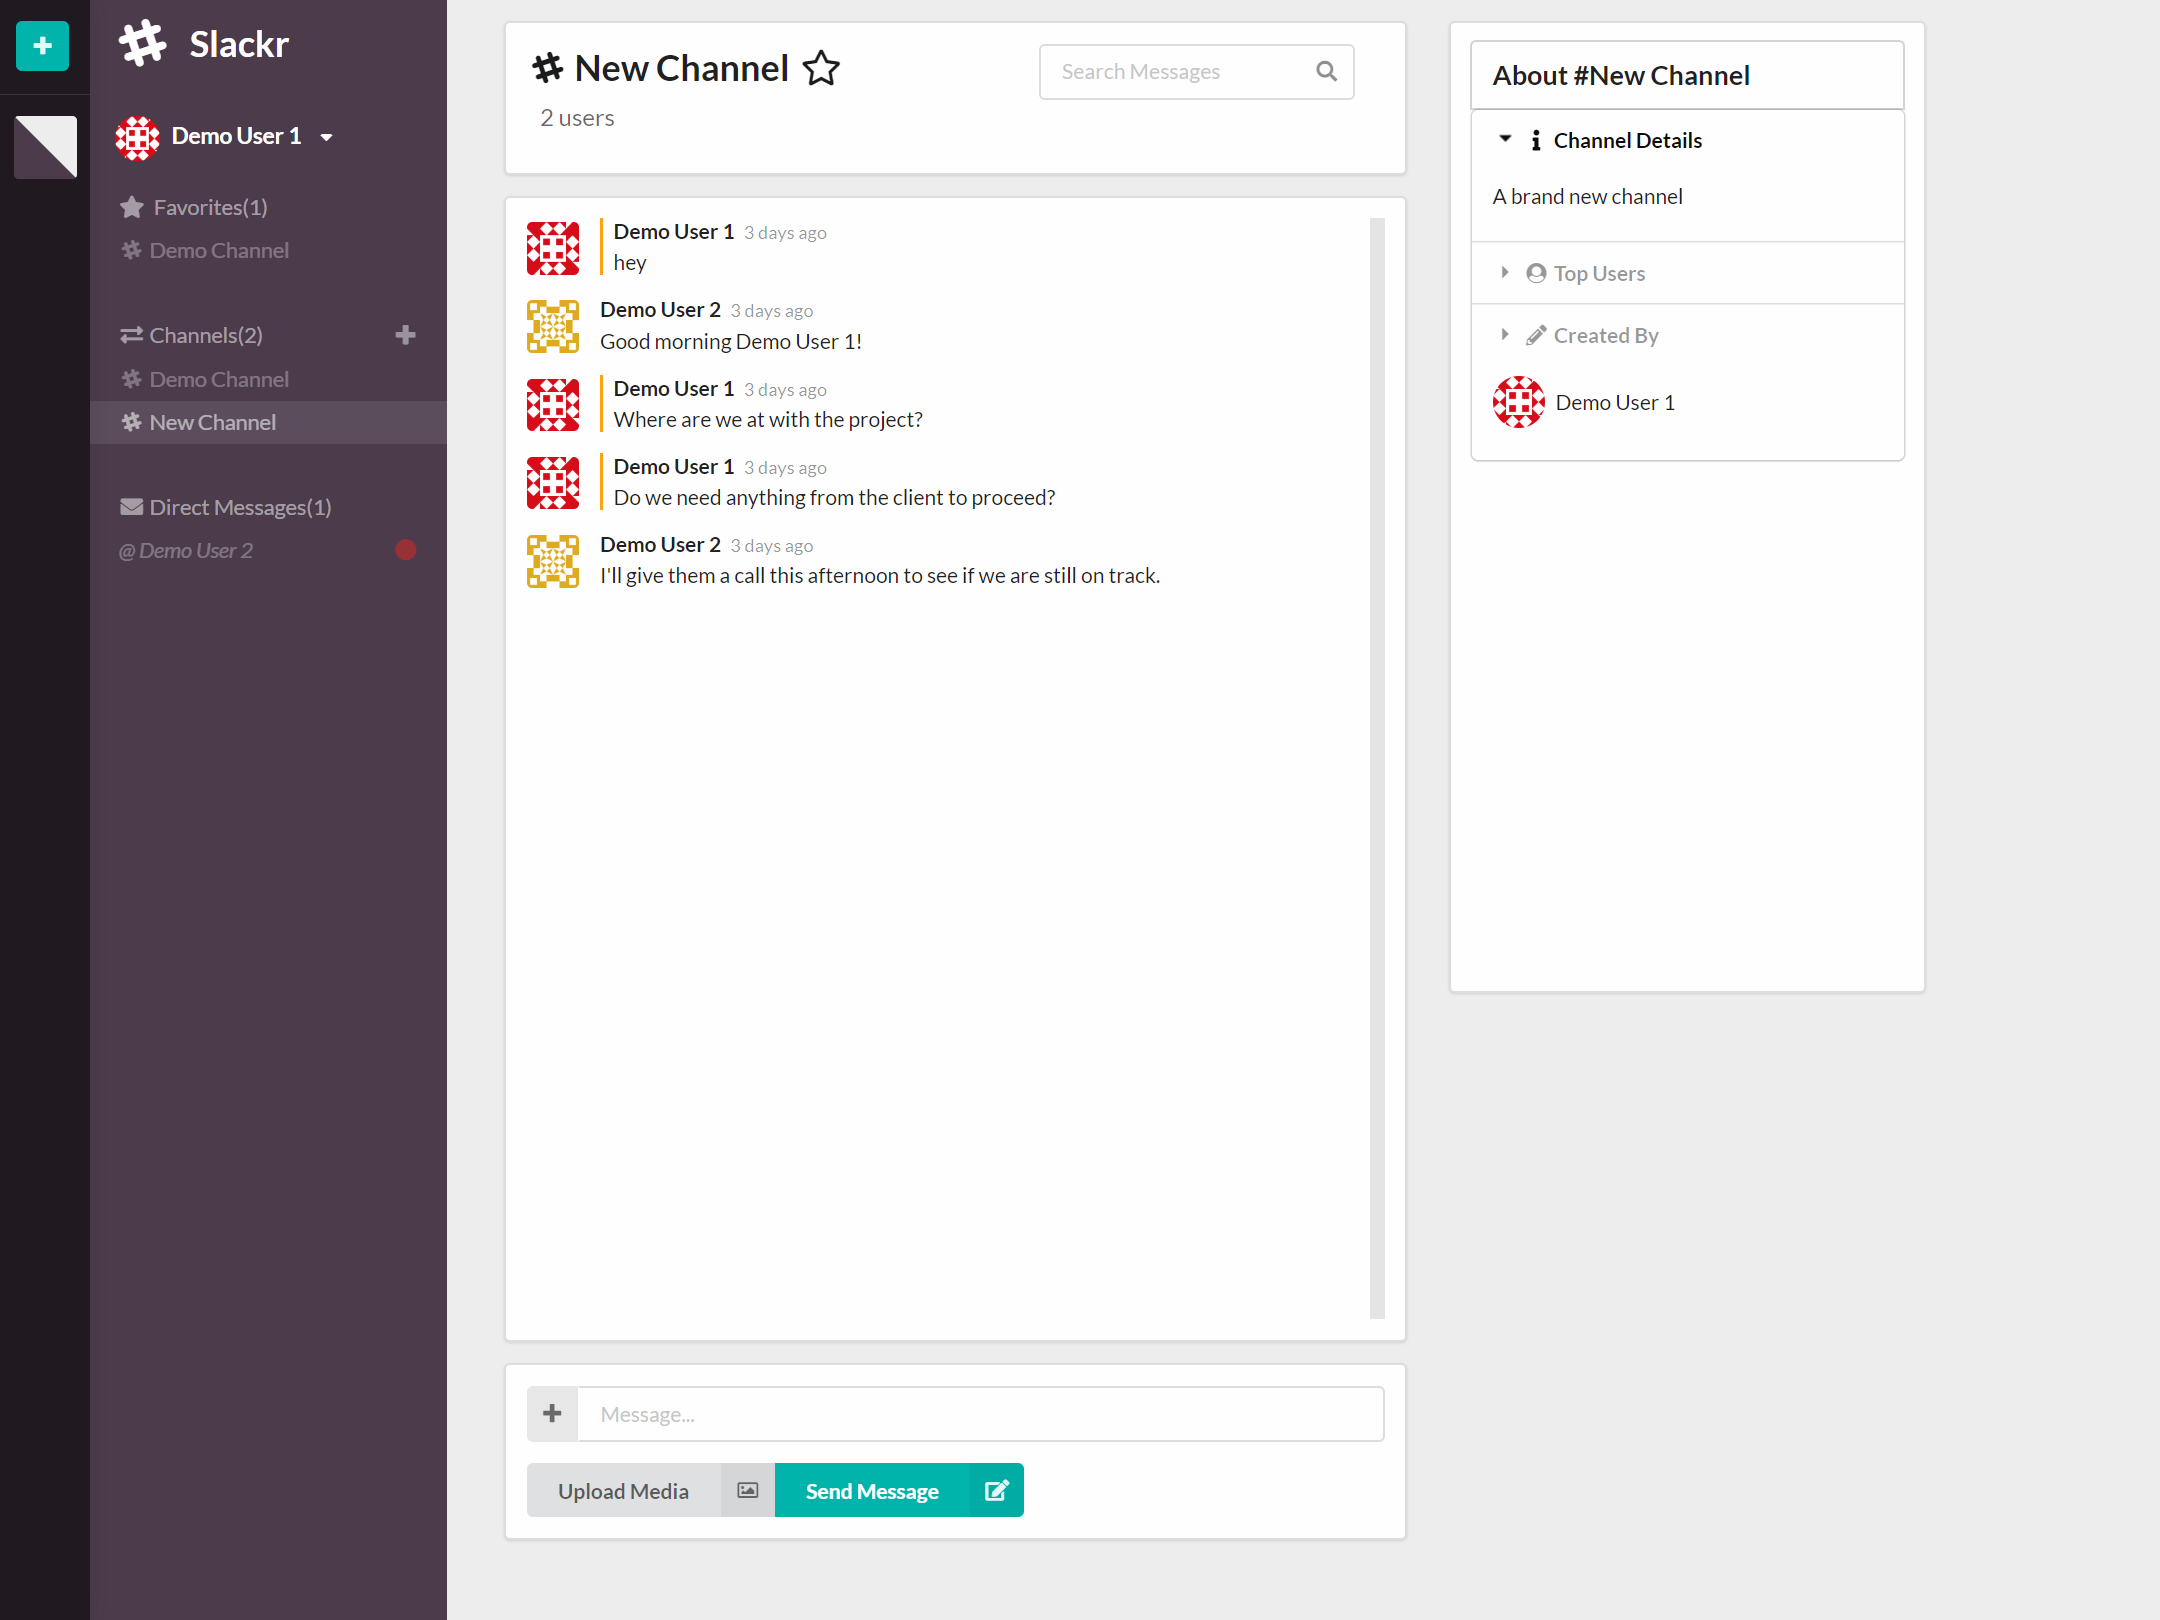 Slackr
Demo User 1
Favorites(1)
Demo Channel
Channels(2)
Demo Channel
New Channel
Direct Messages(1)
@ Demo User 2
New Channel
2 users
Search Messages
Demo User 1 3 days ago
hey
Demo User 2 3 days ago
Good morning Demo User 1!
Demo User 1 3 days ago
Where are we at with the project?
Demo User 1 3 days ago
Do we need anything from the client to proceed?
Demo User 2 3 days ago
I'll give them a call this afternoon to see if we are still on track.
Message...
Upload Media
Send Message
About #New Channel
Channel Details
A brand new channel
Top Users
Created By
Demo User 1